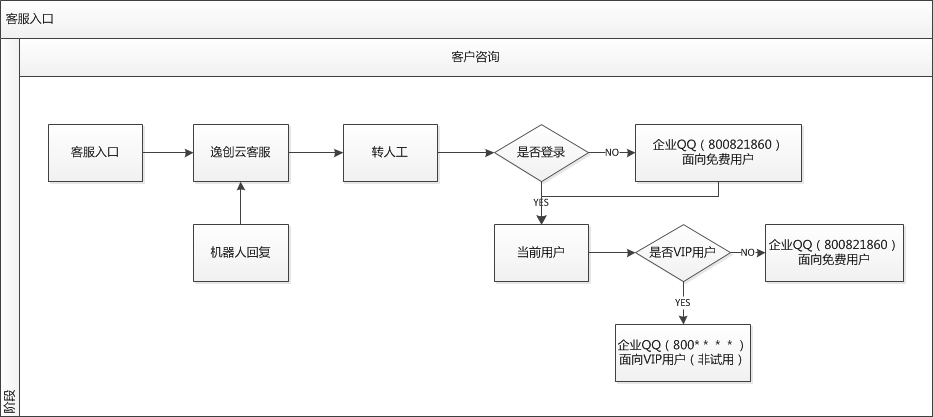 客服入口
客户咨询
客服入口
逸创云客服
转人工
是否登录
NO
企业QQ（800821860）
面向免费用户
YES
机器人回复
当前用户
是否VIP用户
NO
企业QQ（800821860）
面向免费用户
YES
企业QQ（800****）
面向VIP用户（非试用）
阶段